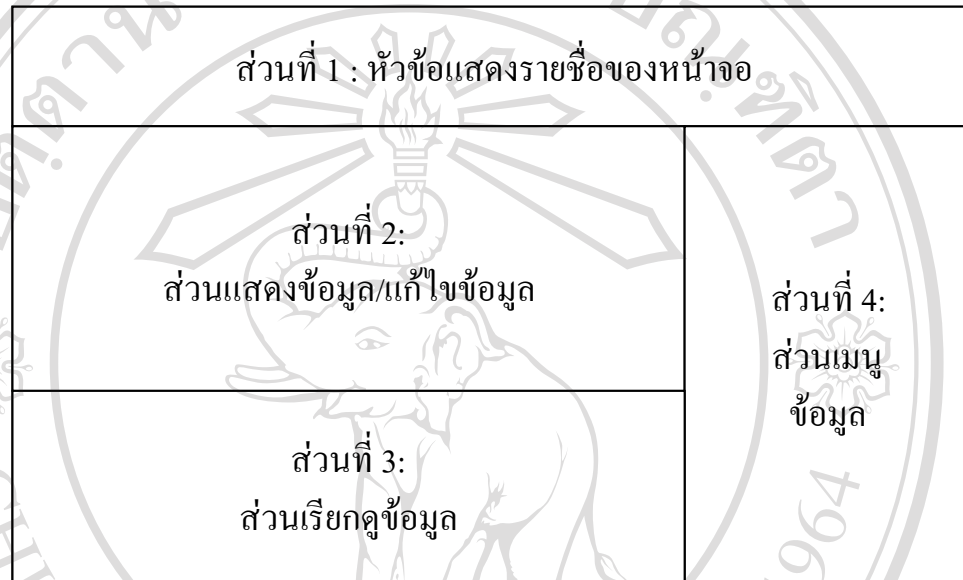 ส่วนที่ 1 : หัวข้อแสดงรายชื่อของหน้าจอ
ส่วนที่ 2:
ส่วนแสดงข้อมูล/แก้ไขข้อมูล
ส่วนที่ 3:
ส่วนเรียกดูข้อมูล
ส่วนที่ 4:
ส่วนเมนู
ข้อมูล
1964